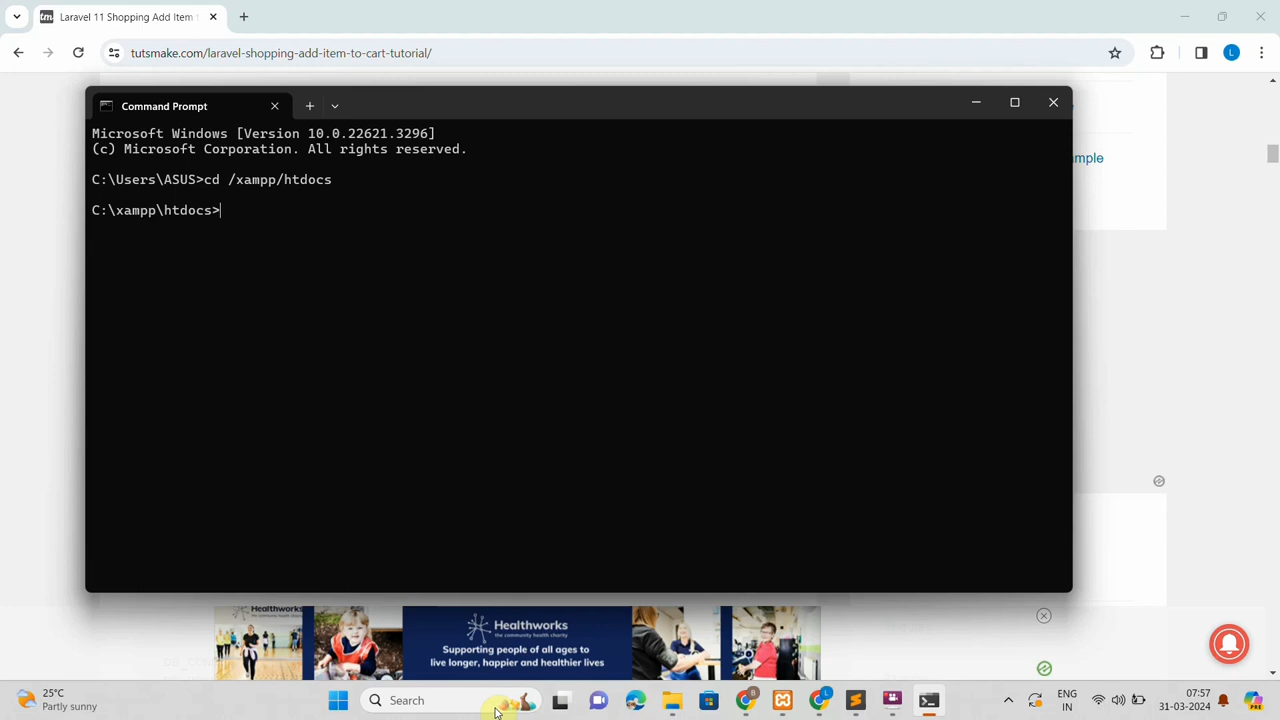 Laravel 11 Shopping Add Item t
tutsmake.com/laravel-shopping-add-item-to-cart-tutorial/
L
Command Prompt
Microsoft Windows [Version 10.0.22621.3296]
(c) Microsoft Corporation. All rights reserved.
C:\Users\ASUS>cd /xampp/htdocs
C:\xampp\htdocs>
mple
Healthworks
Healthworks
the community health charity
Supporting people of all ages to
live longer, happier and healthier lives
25°C
Partly sunny
Search
ENG
IN
07:57
31-03-2024